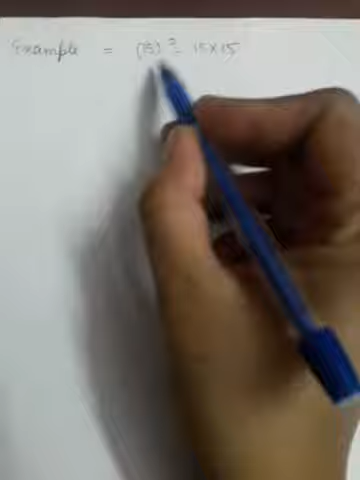 Example = (15)² = 15×15